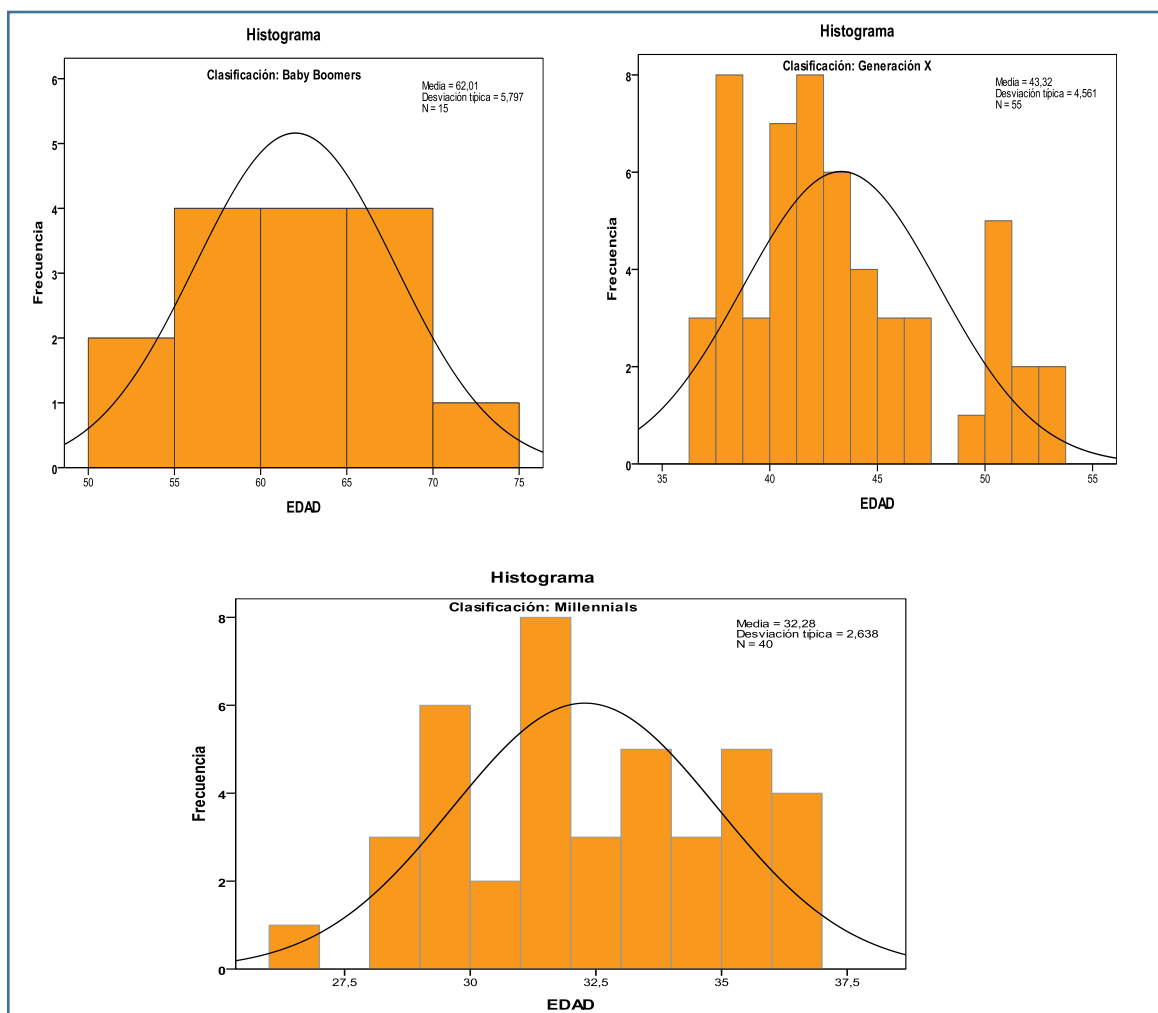 Histograma
Clasificación: Baby Boomers
Media = 62,01
Desviación típica = 5,797
N = 15
6
5
4
3
2
1
0
Frecuencia
50 55 60 65 70 75
EDAD
Histograma
Clasificación: Generación X
Media = 43,32
Desviación típica = 4,561
N = 55
8
6
4
2
0
Frecuencia
35 40 45 50 55
EDAD
Histograma
Clasificación: Millennials
Media = 32,28
Desviación típica = 2,638
N = 40
8
6
4
2
0
Frecuencia
27,5 30 32,5 35 37,5
EDAD